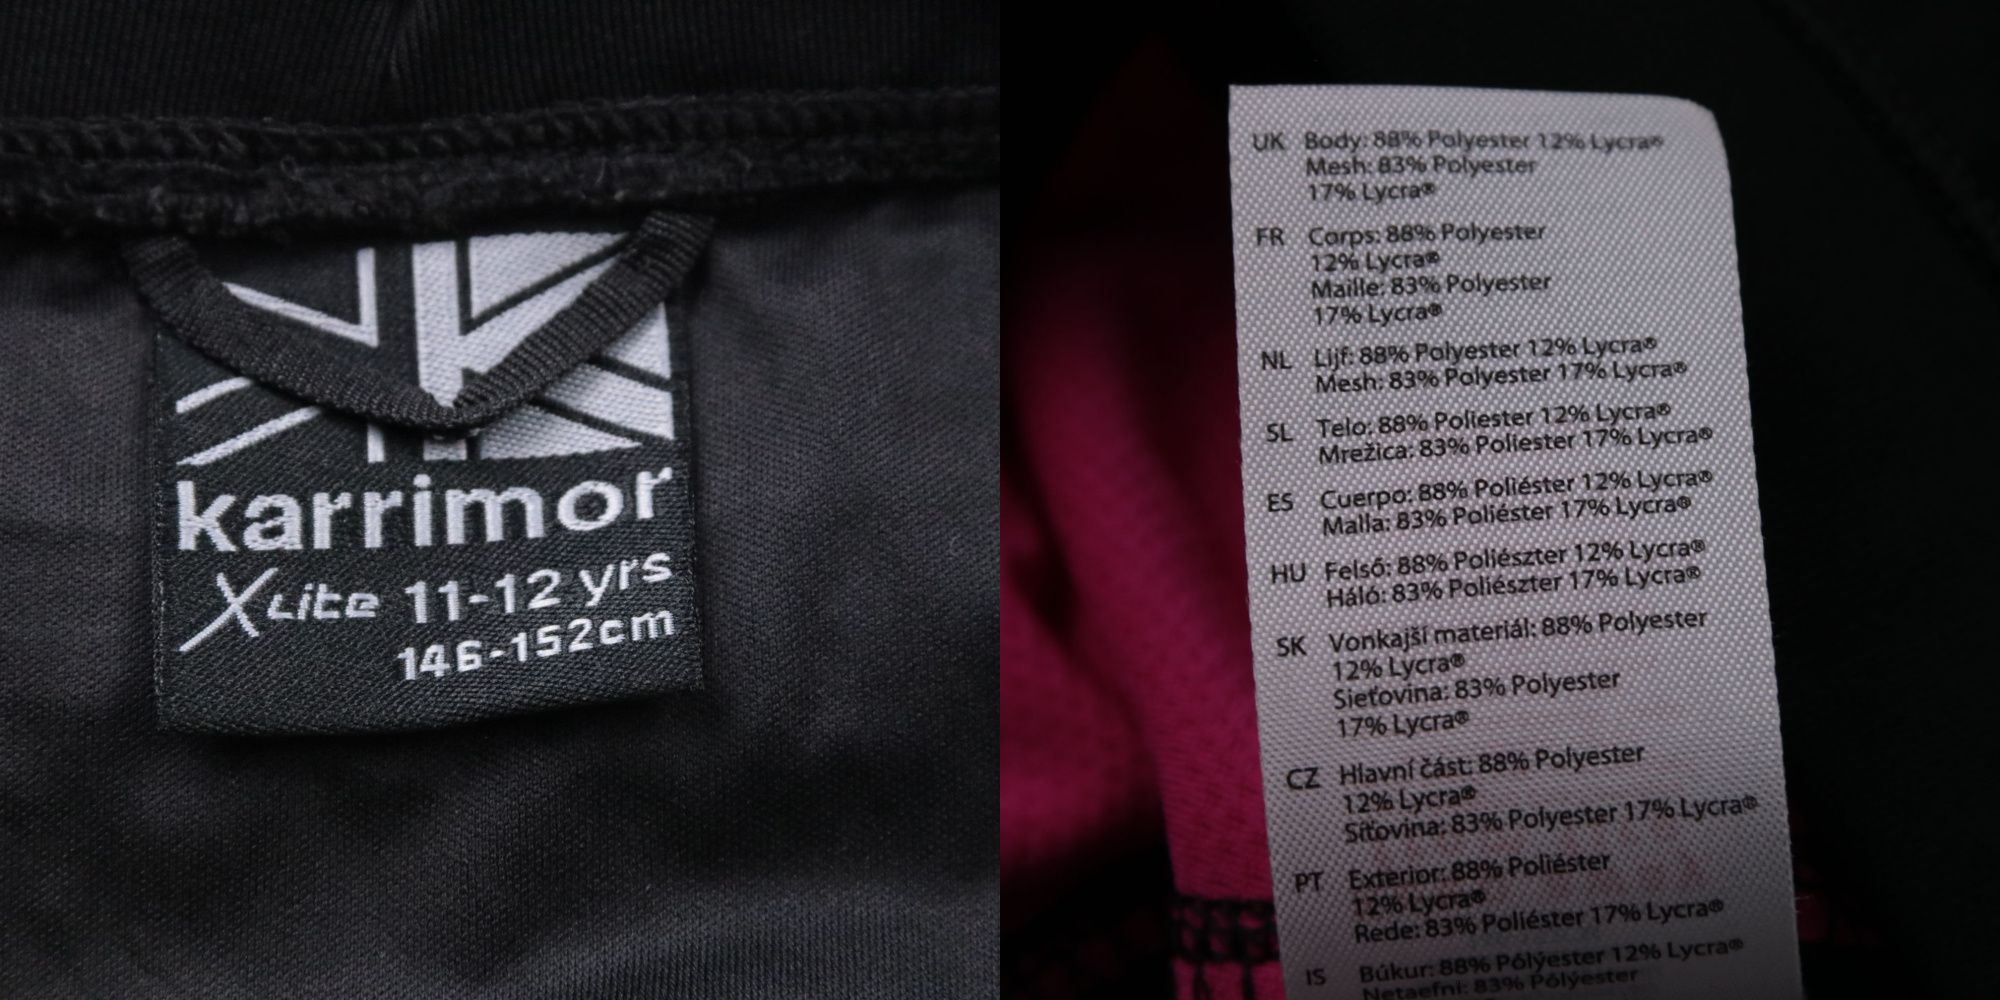 karrimor
XLite 11-12 yrs
146-152cm
UK Body: 88% Polyester 12% Lycra®
Mesh: 83% Polyester
17% Lycra®
FR Corps: 88% Polyester
12% Lycra®
Maille: 83% Polyester
17% Lycra®
NL Lijf: 88% Polyester 12% Lycra®
Mesh: 83% Polyester 17% Lycra®
SL Telo: 88% Poliester 12% Lycra®
Mrežica: 83% Poliester 17% Lycra®
ES Cuerpo: 88% Poliéster 12% Lycra®
Malla: 83% Poliéster 17% Lycra®
HU Felső: 88% Poliészter 12% Lycra®
Háló: 83% Poliészter 17% Lycra®
SK Vonkajší materiál: 88% Polyester
12% Lycra®
Sieťovina: 83% Polyester
17% Lycra®
CZ Hlavní část: 88% Polyester
12% Lycra®
Síťovina: 83% Polyester 17% Lycra®
PT Exterior: 88% Poliéster
12% Lycra®
Rede: 83% Poliéster 17% Lycra®
IS Búkur: 88% Pólýester 12% Lycra®
Netaefni: 83% Pólýester